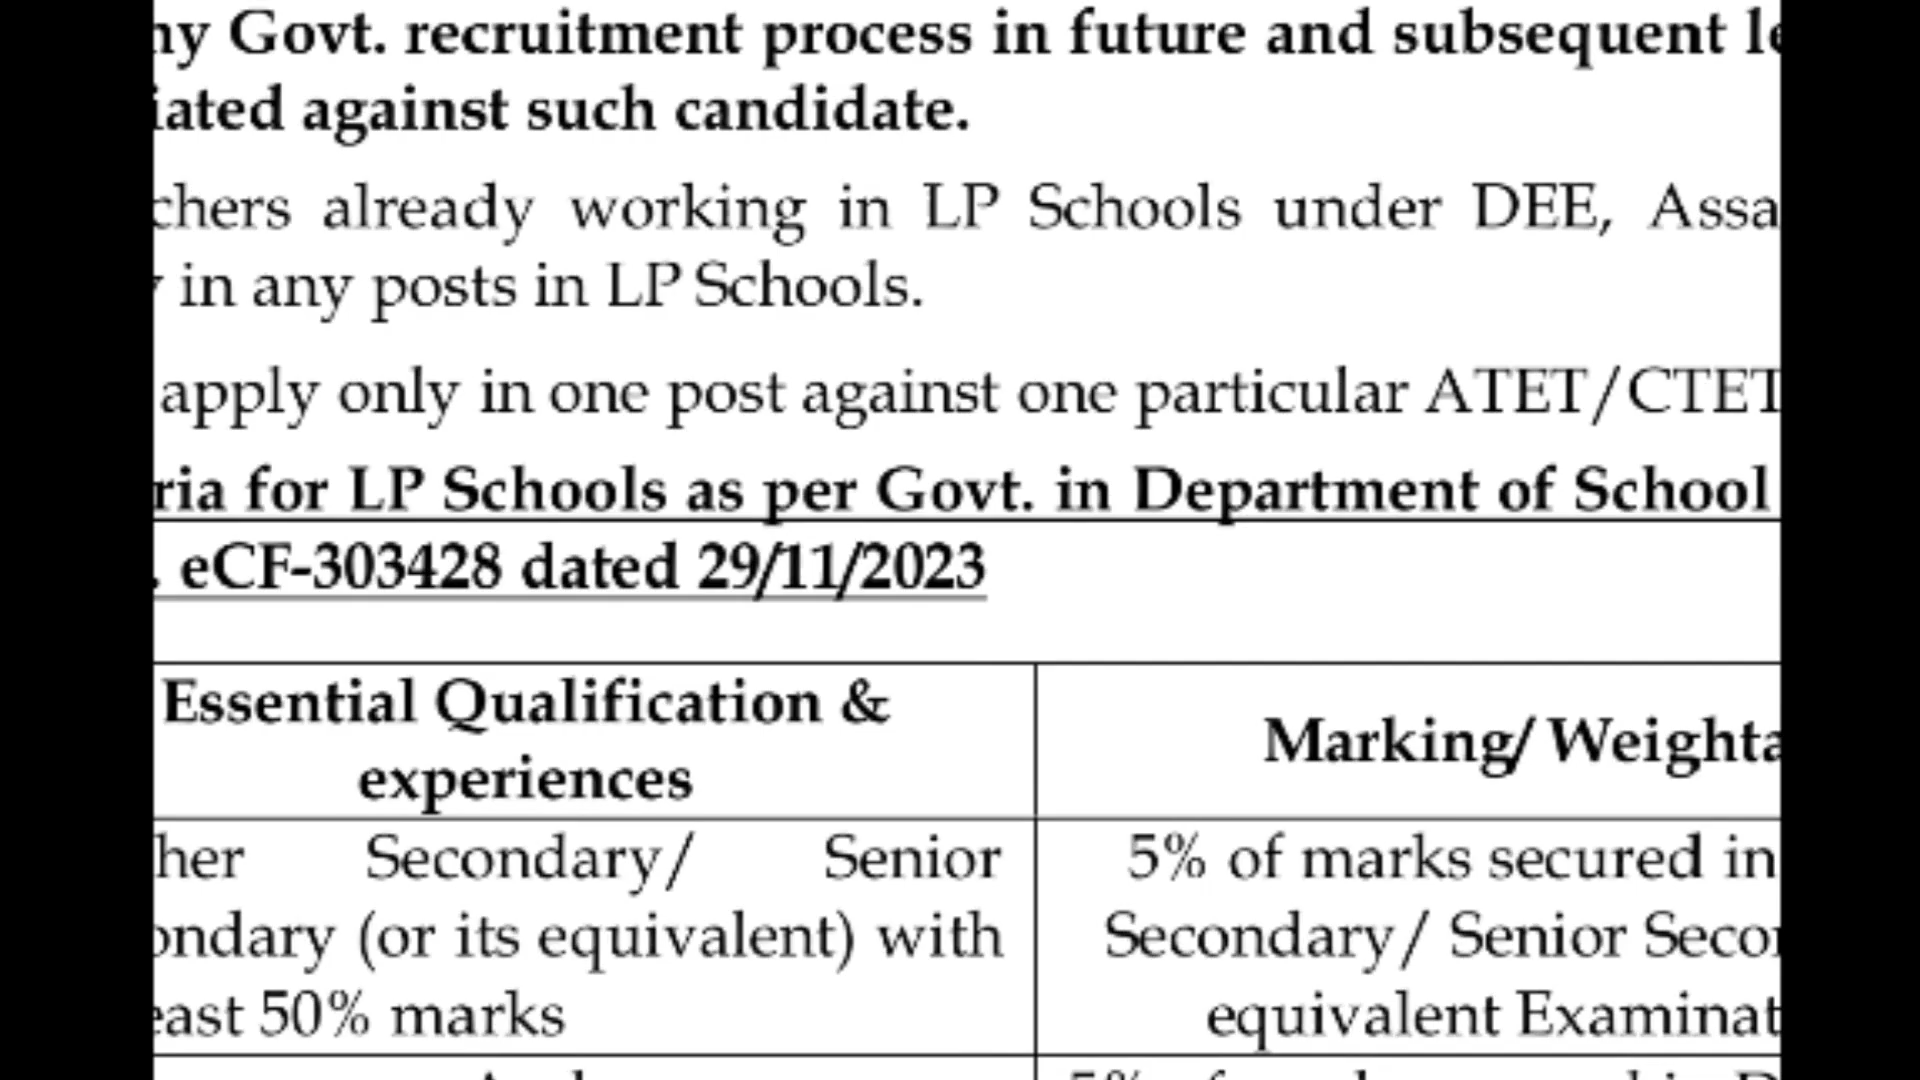 ny Govt. recruitment process in future and subsequent le
iated against such candidate.
chers already working in LP Schools under DEE, Assa
in any posts in LP Schools.
apply only in one post against one particular ATET/CTET
ria for LP Schools as per Govt. in Department of School
. eCF-303428 dated 29/11/2023
Essential Qualification &
experiences
Marking/ Weighta
her Secondary/ Senior
ondary (or its equivalent) with
east 50% marks
5% of marks secured in
Secondary/ Senior Secon
equivalent Examinat